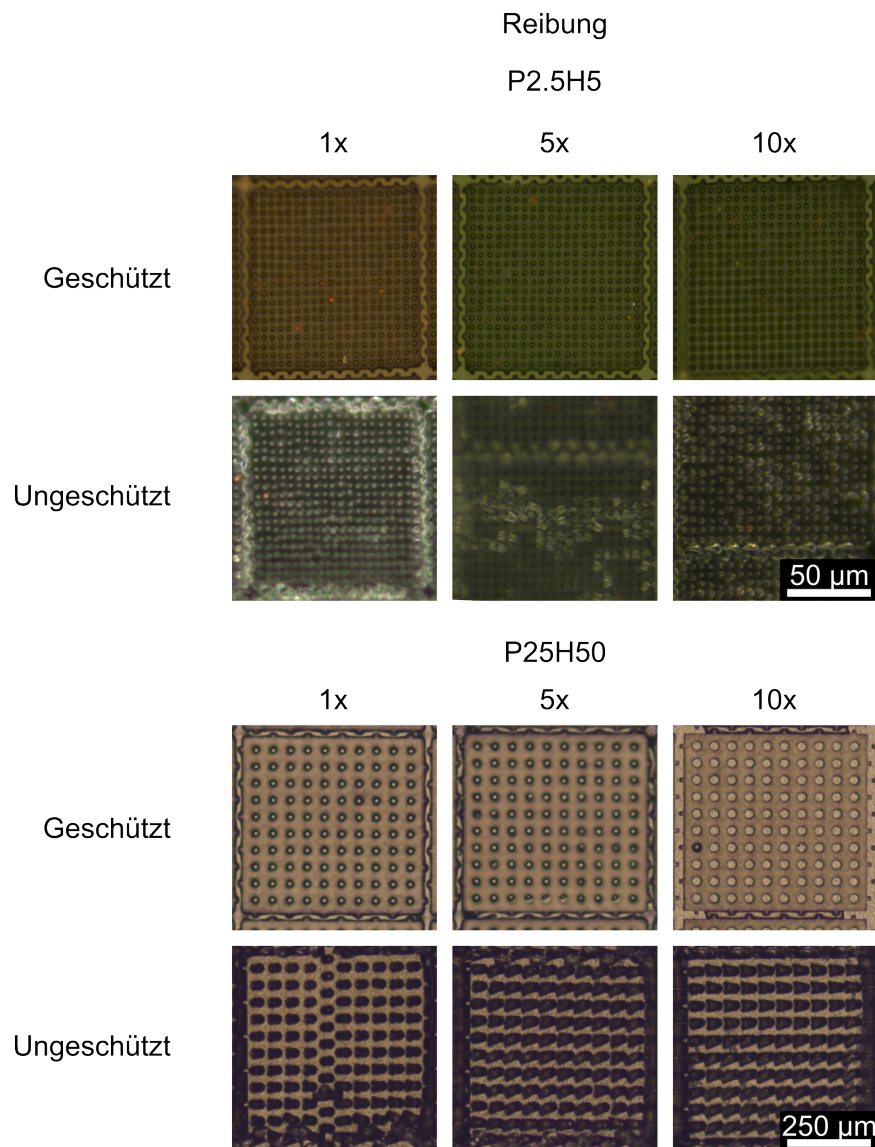 Reibung
P2.5H5
1x 5x 10x
Geschützt
Ungeschützt
50 µm
P25H50
1x 5x 10x
Geschützt
Ungeschützt
250 µm